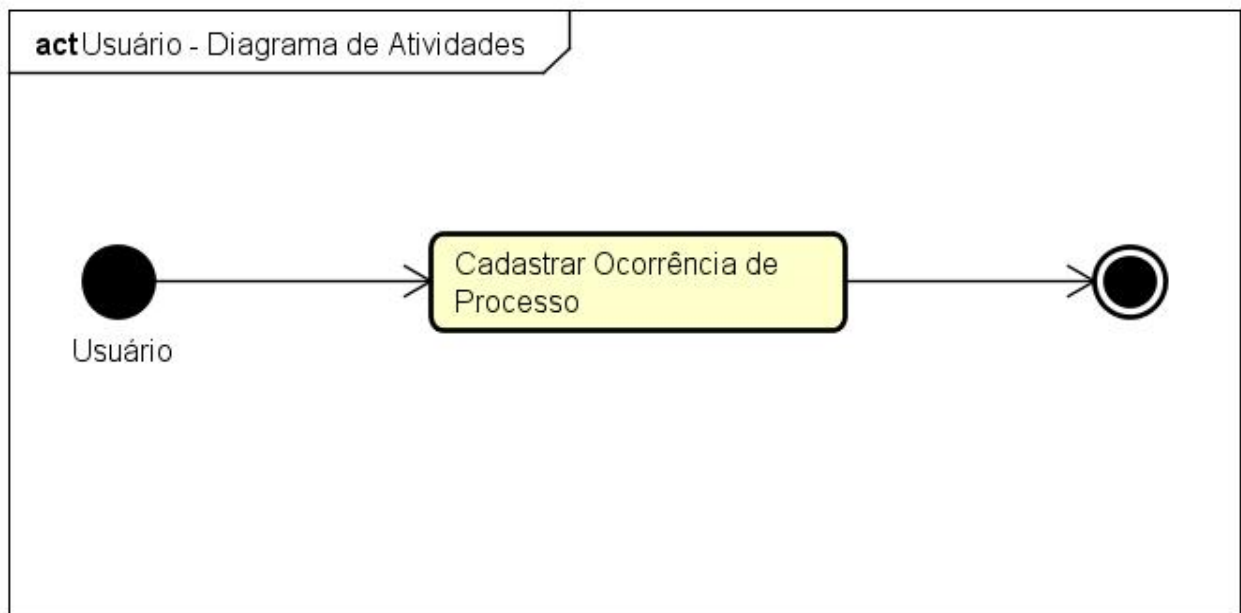 act Usuário - Diagrama de Atividades
Cadastrar Ocorrência de
Processo
Usuário